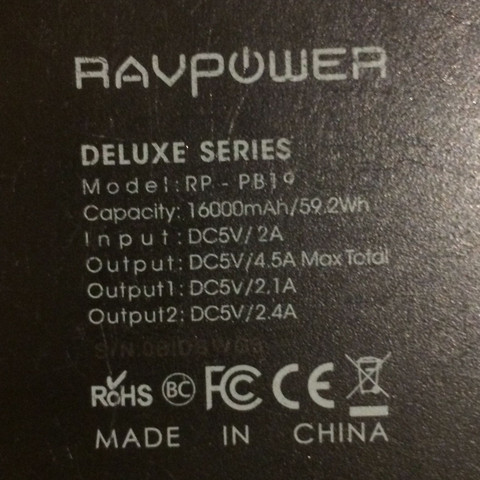 RAVPOWER
DELUXE SERIES
Model:RP-PB19
Capacity: 16000mAh/59.2Wh
Input: DC5V/2A
Output: DC5V/4.5A Max Total
Output1: DC5V/2.1A
Output2: DC5V/2.4A
S/N:
RoHS BC FC CE
MADE IN CHINA